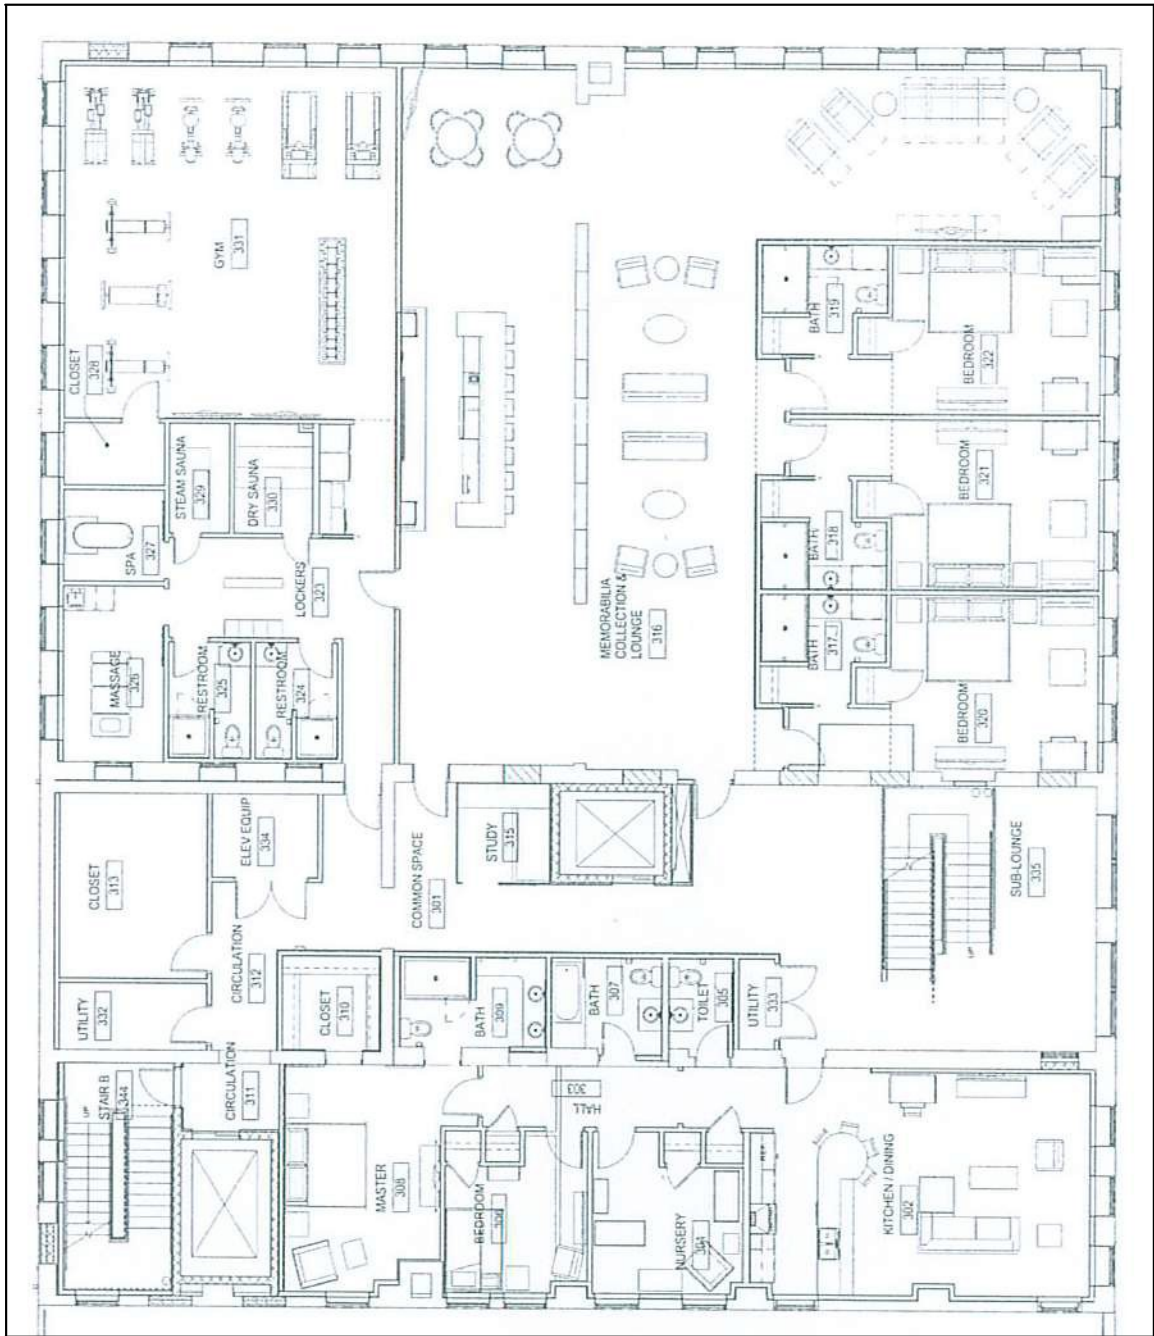 GYM
331
CLOSET
328
STEAM SAUNA
329
DRY SAUNA
330
SPA
327
LOCKERS
323
MASSAGE
326
RESTROOM
325
RESTROOM
324
MEMORABILIA
COLLECTION &
LOUNGE
316
BATH
319
BEDROOM
322
BEDROOM
321
BATH
318
BATH
317
BEDROOM
320
CLOSET
313
ELEV EQUIP
334
COMMON SPACE
301
STUDY
315
SUB-LOUNGE
335
UTILITY
332
CIRCULATION
312
CLOSET
310
BATH
309
BATH
307
TOILET
305
UTILITY
333
STAIR B
344
UP
UP
CIRCULATION
311
MASTER
308
BEDROOM
306
HALL
303
NURSERY
304
REF
KITCHEN / DINING
302